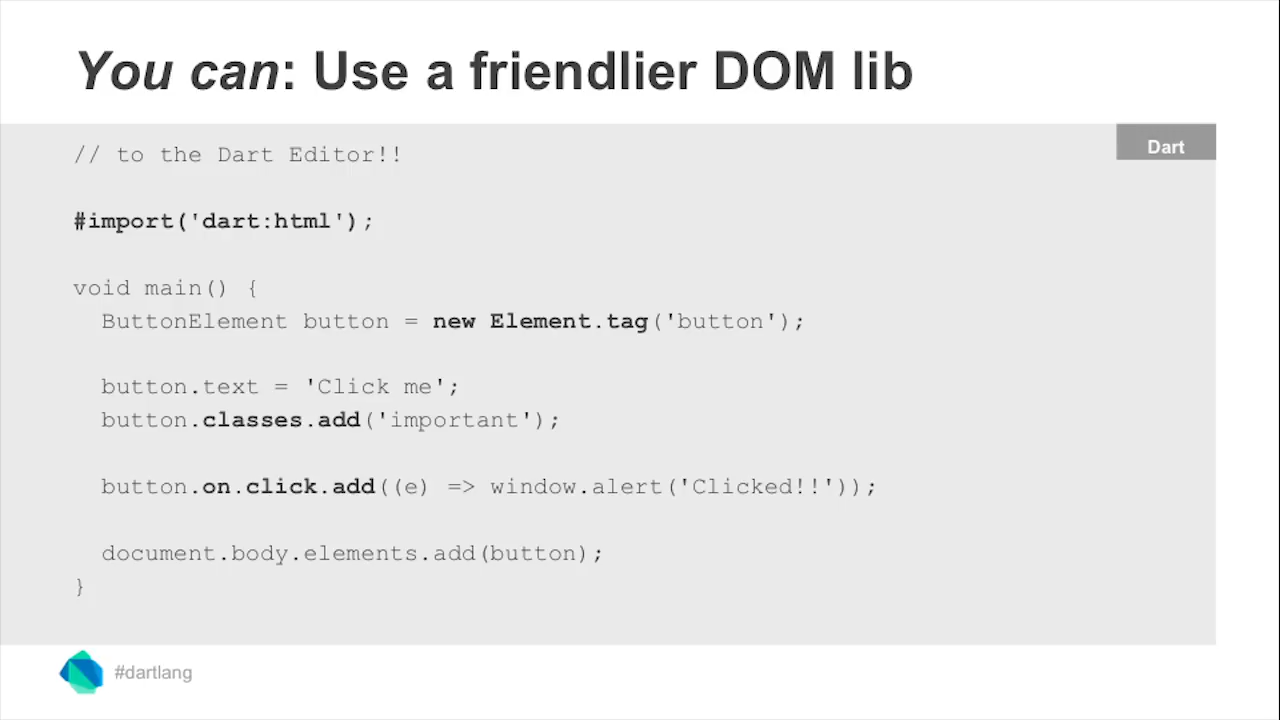 You can: Use a friendlier DOM lib
Dart
// to the Dart Editor!!
#import('dart:html');
void main() {
  ButtonElement button = new Element.tag('button');
  button.text = 'Click me';
  button.classes.add('important');
  button.on.click.add((e) => window.alert('Clicked!!'));
  document.body.elements.add(button);
}
#dartlang